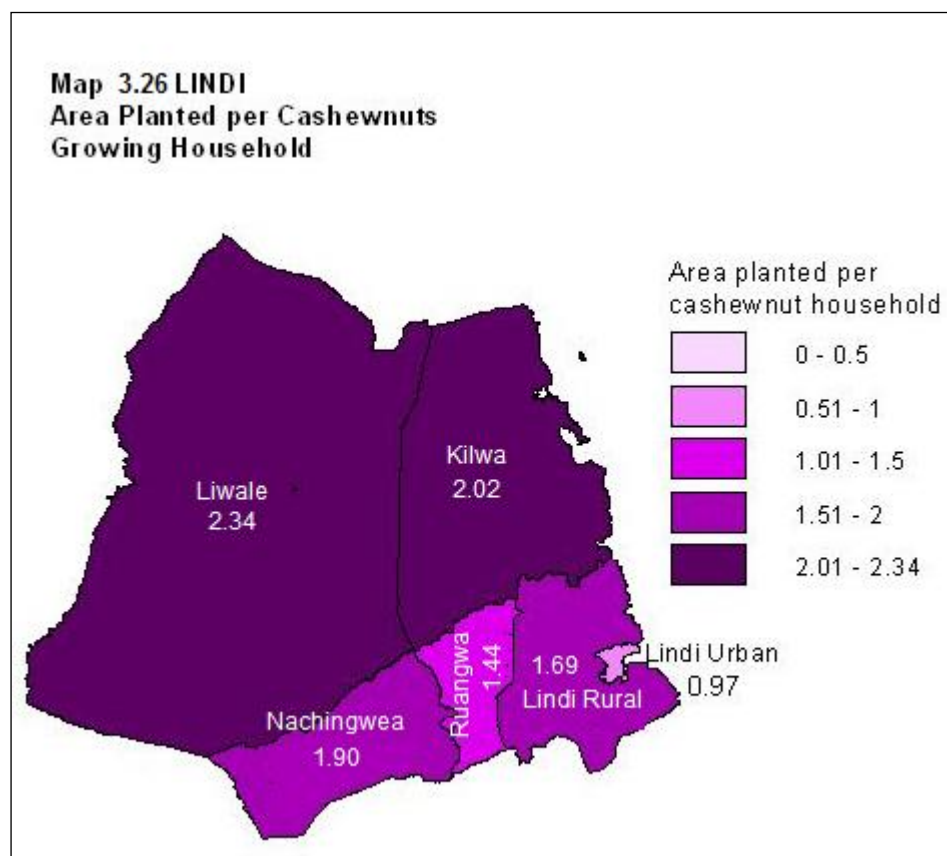 Map 3.26 LINDI
Area Planted per Cashewnuts
Growing Household
Area planted per
cashewnut household
0 - 0.5
0.51 - 1
1.01 - 1.5
1.51 - 2
2.01 - 2.34
Kilwa
2.02
Liwale
2.34
Ruangwa
1.44
1.69
Lindi Rural
Lindi Urban
0.97
Nachingwea
1.90